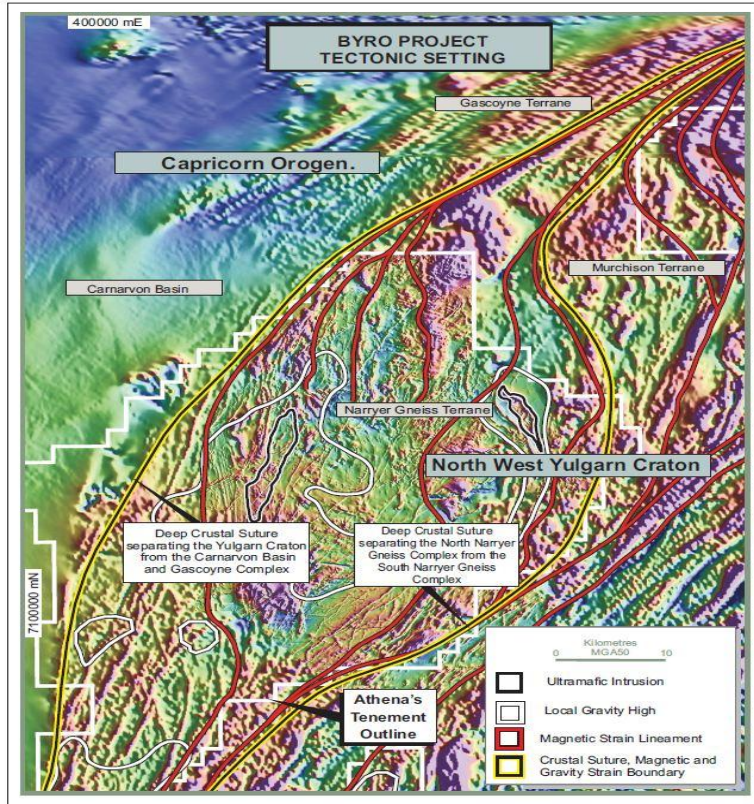 400000 mE
BYRO PROJECT
TECTONIC SETTING
Gascoyne Terrane
Capricorn Orogen.
Murchison Terrane
Carnarvon Basin
Narryer Gneiss Terrane
North West Yulgarn Craton
Deep Crustal Suture
separating the Yulgarn Craton
from the Carnarvon Basin
and Gascoyne Complex
Deep Crustal Suture
separating the North Narryer
Gneiss Complex from the
South Narryer Gneiss
Complex
7100000 mN
Kilometres
0 10
MGA50
Ultramafic Intrusion
Local Gravity High
Magnetic Strain Lineament
Crustal Suture, Magnetic and
Gravity Strain Boundary
Athena's
Tenement
Outline